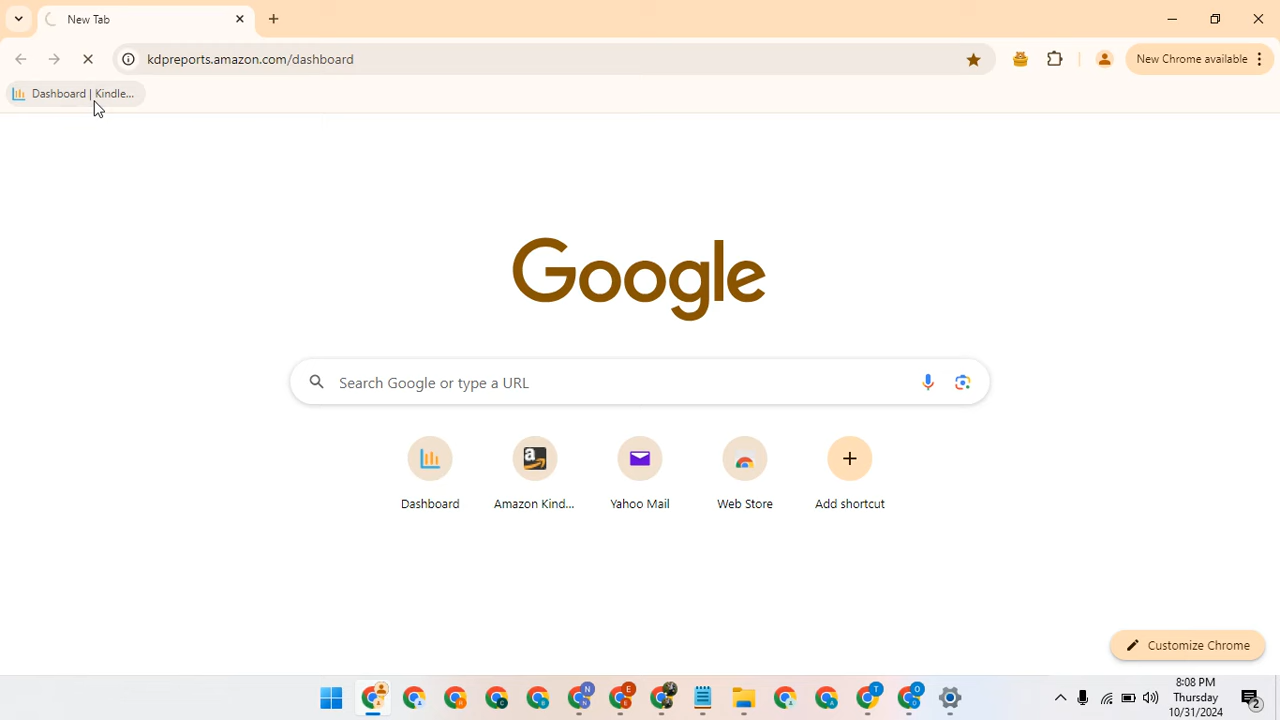 New Tab
kdpreports.amazon.com/dashboard
New Chrome available
Dashboard | Kindle...
Google
Search Google or type a URL
Dashboard
Amazon Kind...
Yahoo Mail
Web Store
Add shortcut
Customize Chrome
8:08 PM
Thursday
10/31/2024
2